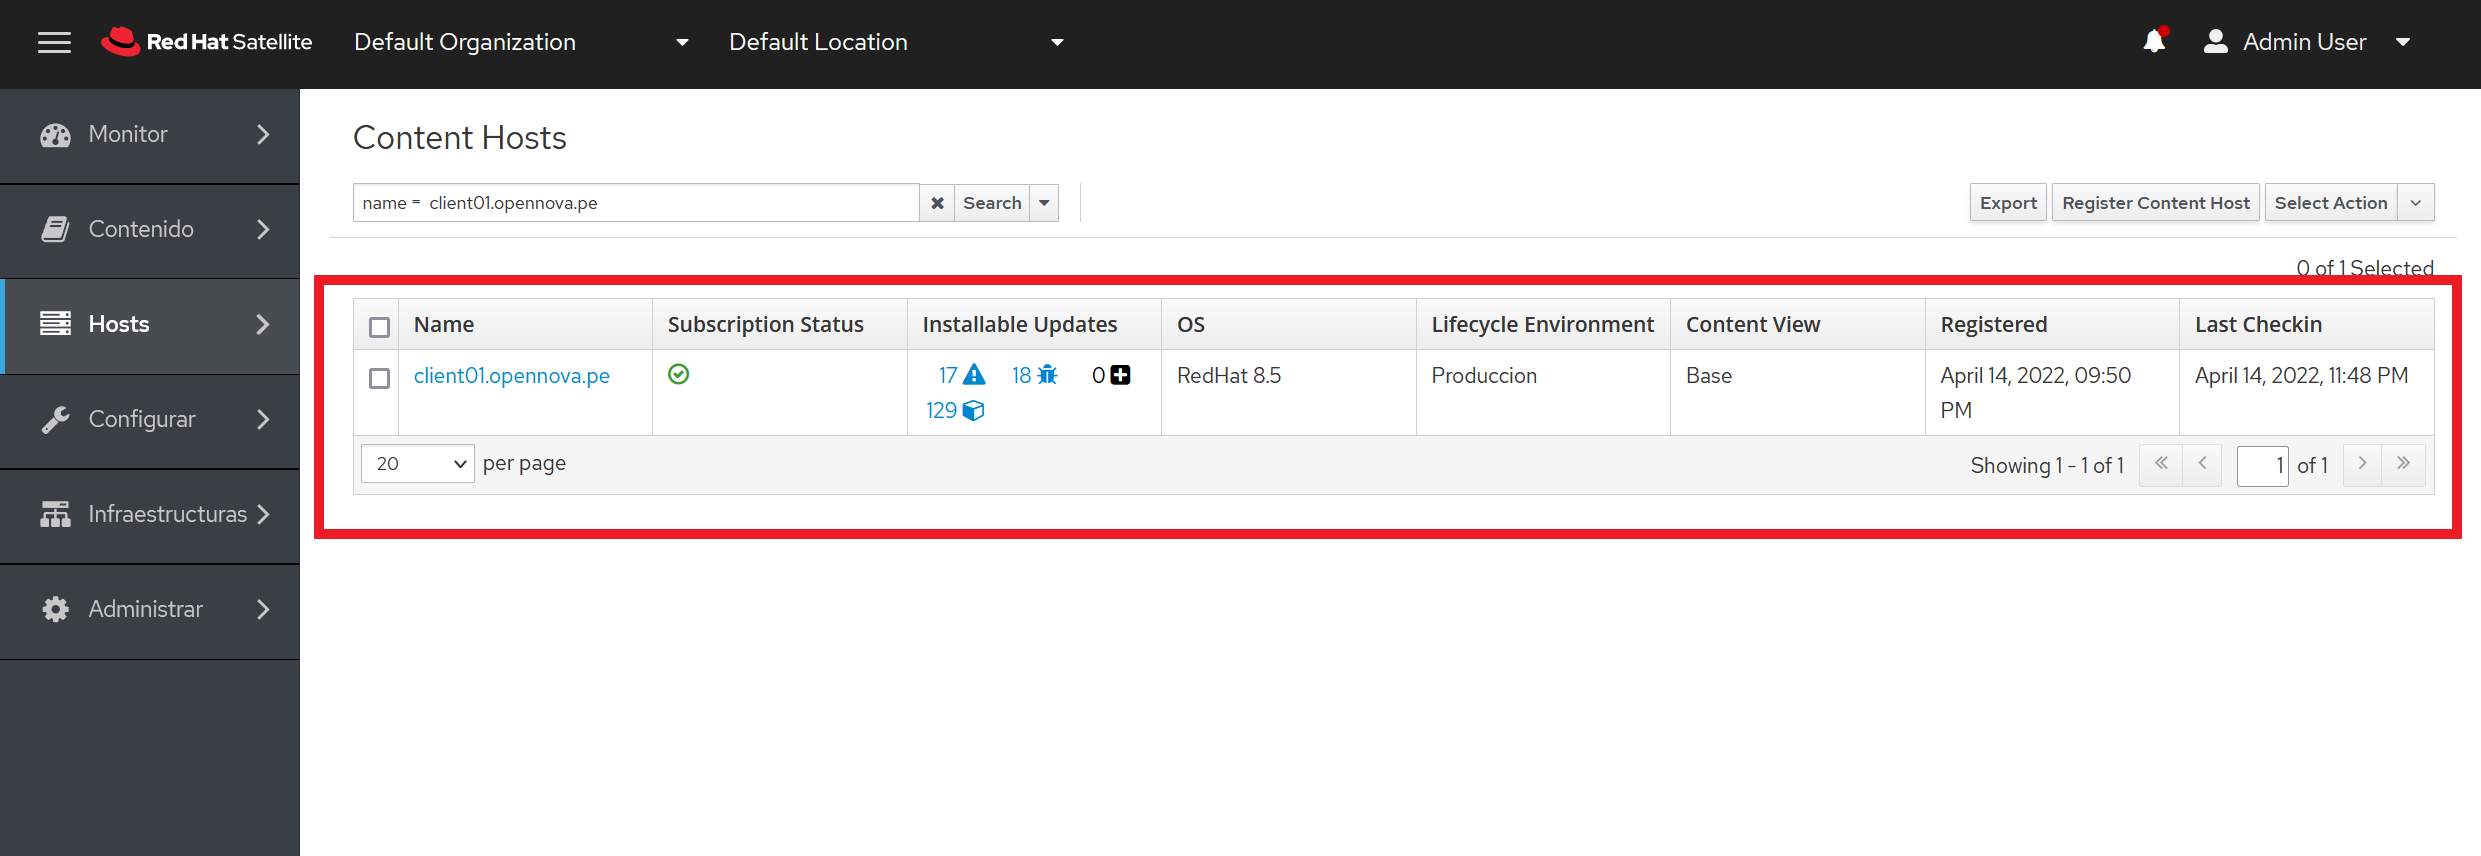 Red Hat Satellite Default Organization Default Location Admin User
Monitor
Contenido
Hosts
Configurar
Infraestructuras
Administrar
Content Hosts
name = client01.opennova.pe Search Export Register Content Host Select Action
0 of 1 Selected
Name Subscription Status Installable Updates OS Lifecycle Environment Content View Registered Last Checkin
client01.opennova.pe 17 18 0 RedHat 8.5 Produccion Base April 14, 2022, 09:50 April 14, 2022, 11:48 PM
129 PM
20 per page Showing 1 - 1 of 1 1 of 1